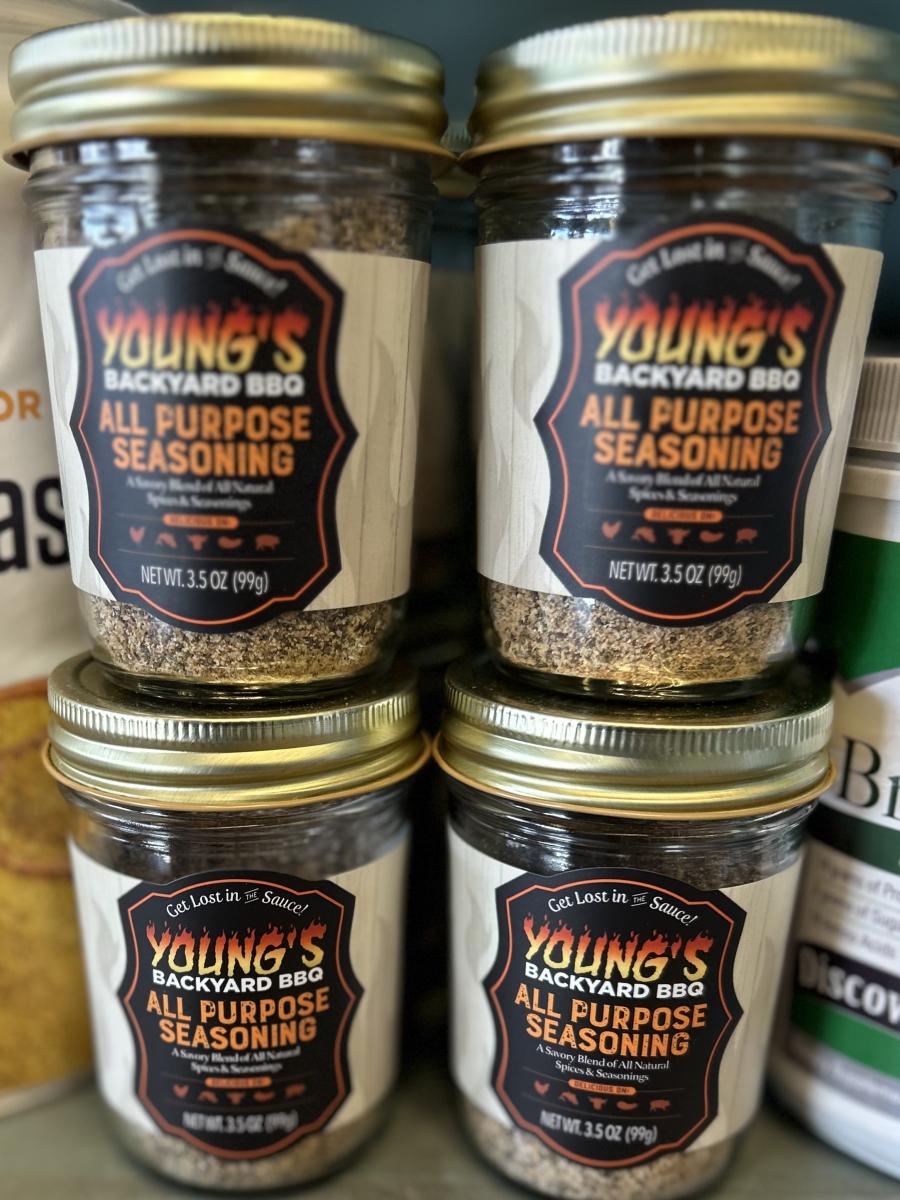 Get Lost in THE Sauce!
YOUNG'S
BACKYARD BBQ
ALL PURPOSE
SEASONING
A Savory Blend of All Natural
Spices & Seasonings
DELICIOUS ON:
NET WT. 3.5 OZ (99g)
Get Lost in THE Sauce!
YOUNG'S
BACKYARD BBQ
ALL PURPOSE
SEASONING
A Savory Blend of All Natural
Spices & Seasonings
DELICIOUS ON:
NET WT. 3.5 OZ (99g)
Get Lost in THE Sauce!
YOUNG'S
BACKYARD BBQ
ALL PURPOSE
SEASONING
A Savory Blend of All Natural
Spices & Seasonings
DELICIOUS ON:
NET WT. 3.5 OZ (99g)
Get Lost in THE Sauce!
YOUNG'S
BACKYARD BBQ
ALL PURPOSE
SEASONING
A Savory Blend of All Natural
Spices & Seasonings
DELICIOUS ON:
NET WT. 3.5 OZ (99g)
OR
as
Discov